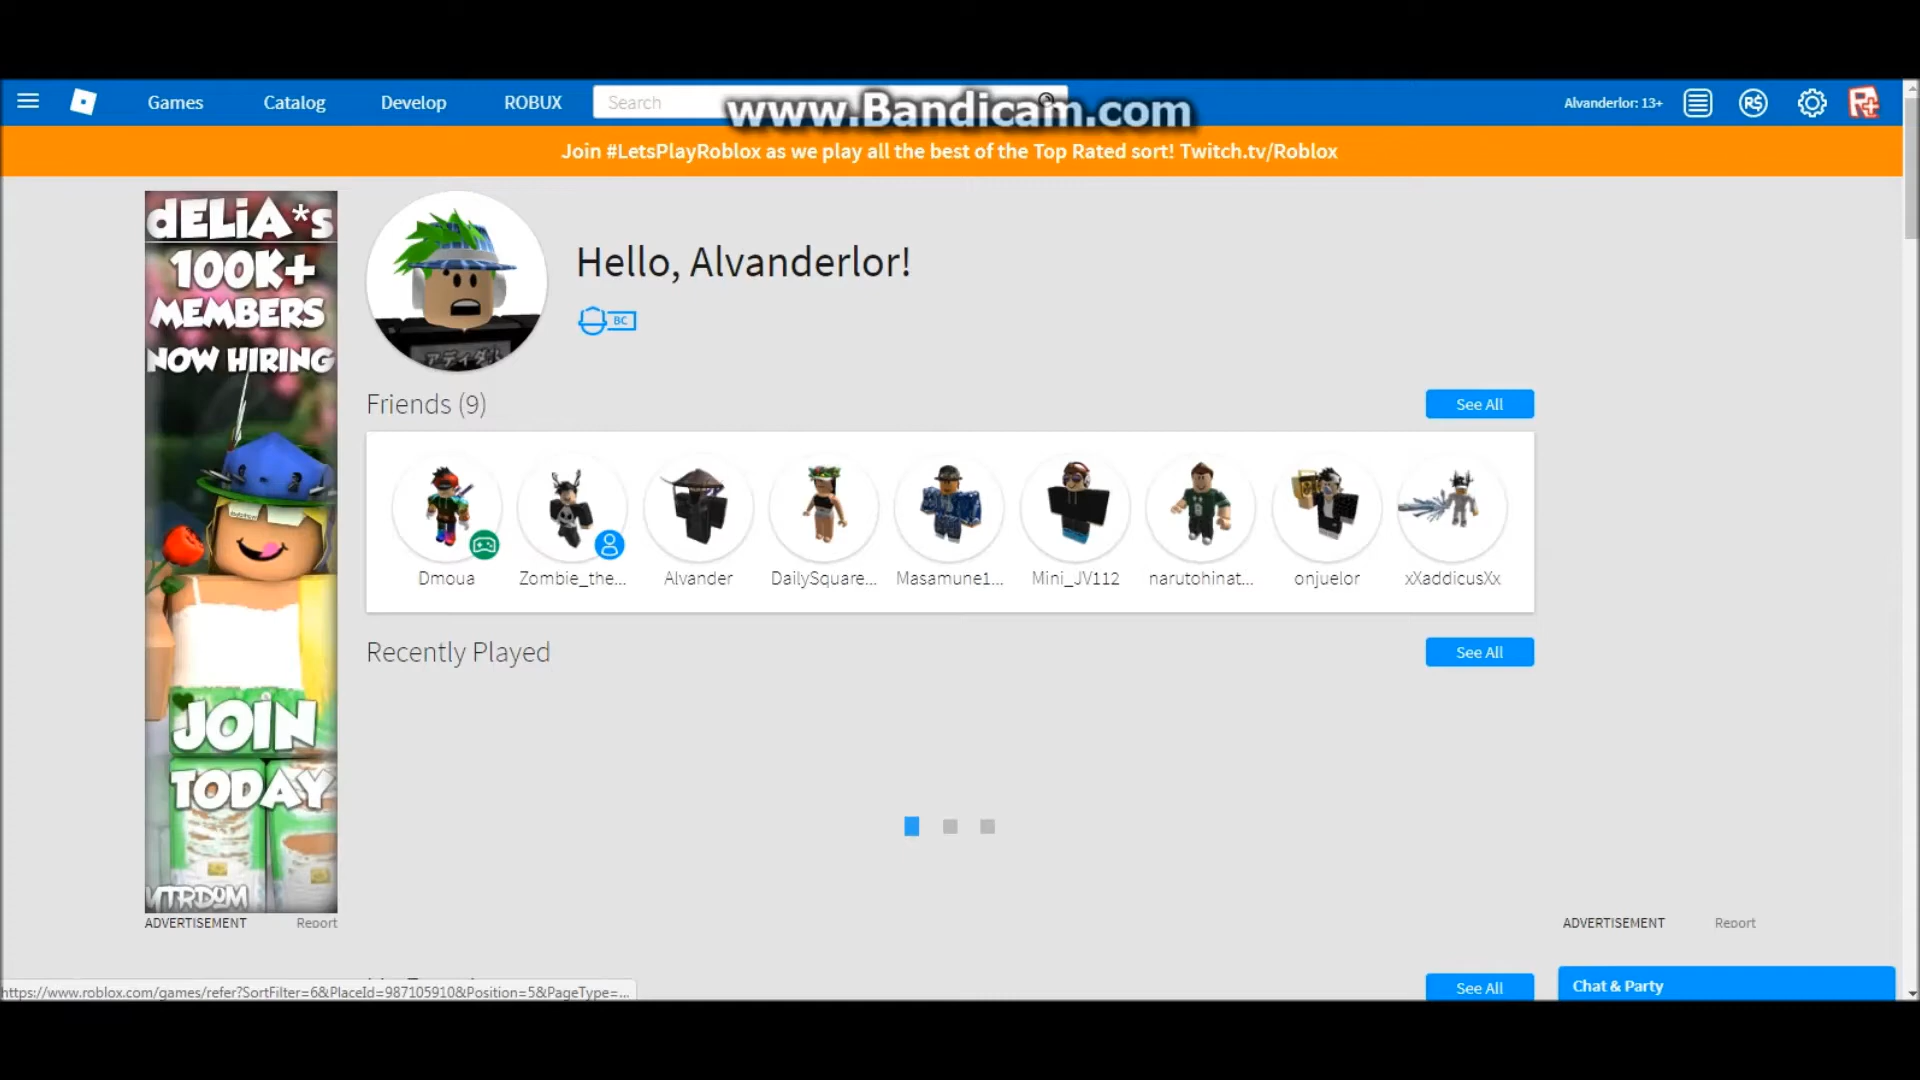 Games
Catalog
Develop
ROBUX
Search
www.Bandicam.com
Alvanderlor: 13+
Join #LetsPlayRoblox as we play all the best of the Top Rated sort! Twitch.tv/Roblox
dELiA*s
100K+
MEMBERS
NOW HIRING
JOIN
TODAY
ADVERTISEMENT
Report
Hello, Alvanderlor!
BC
Friends (9)
See All
Dmoua
Zombie_the...
Alvander
DailySquare...
Masamune1...
Mini_JV112
narutohinat...
onjuelor
xXaddicusXx
Recently Played
See All
ADVERTISEMENT
Report
See All
Chat & Party
https://www.roblox.com/games/refer?SortFilter=6&PlaceId=987105910&Position=5&PageType=...